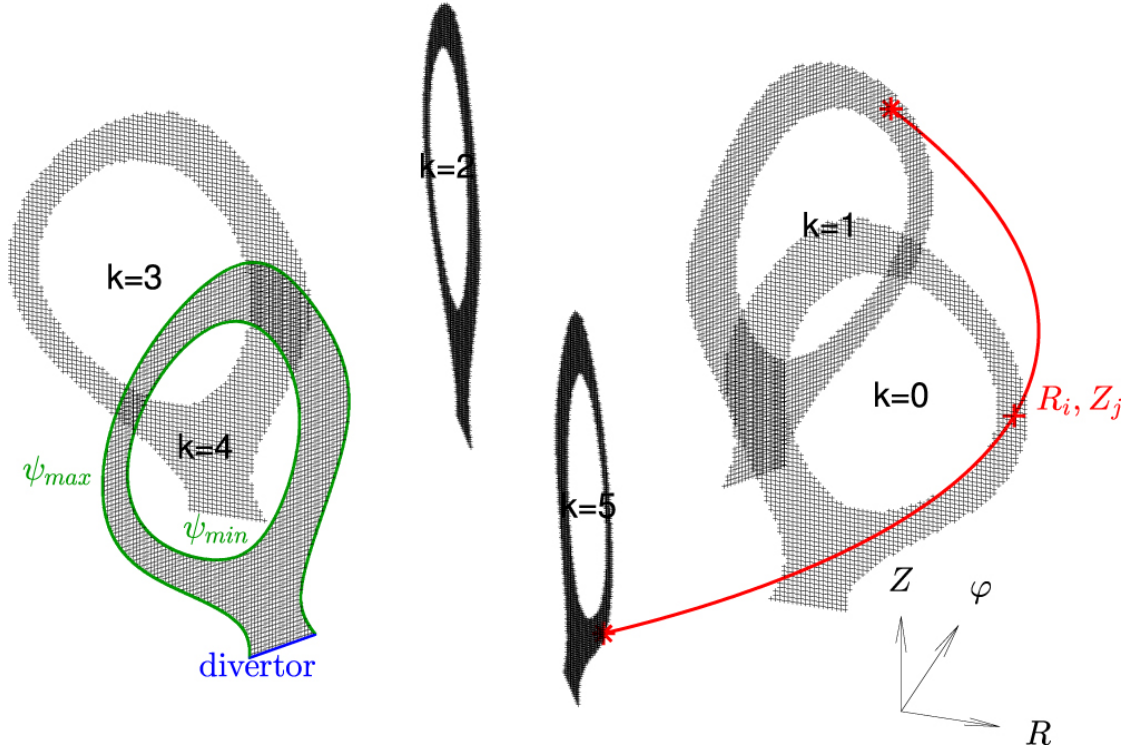 k=2
k=1
k=3
k=0
R_i, Z_j
k=4
ψ_max
k=5
ψ_min
Z
φ
divertor
R